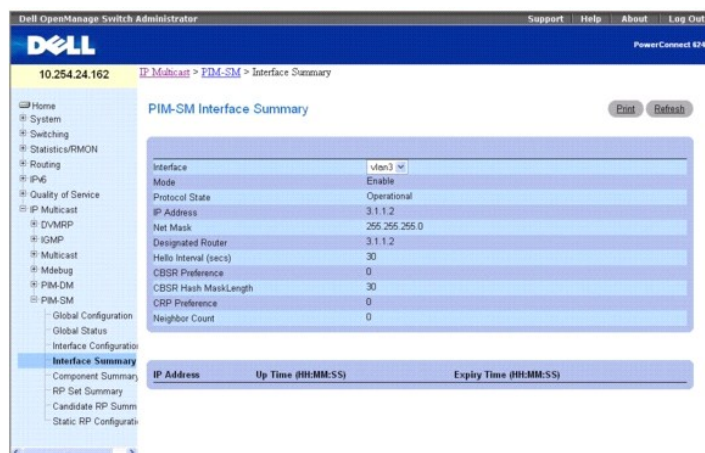 Dell OpenManage Switch Administrator
Support Help About Log Out
DELL
PowerConnect 624
10.254.24.162
IP Multicast > PIM-SM > Interface Summary
Home
System
Switching
Statistics/RMON
Routing
IPv6
Quality of Service
IP Multicast
DVMRP
IGMP
Multicast
Mdebug
PIM-DM
PIM-SM
Global Configuration
Global Status
Interface Configuration
Interface Summary
Component Summary
RP Set Summary
Candidate RP Summ
Static RP Configurati
PIM-SM Interface Summary
Print Refresh
Interface vlan3
Mode Enable
Protocol State Operational
IP Address 3.1.1.2
Net Mask 255.255.255.0
Designated Router 3.1.1.2
Hello Interval (secs) 30
CBSR Preference 0
CBSR Hash MaskLength 30
CRP Preference 0
Neighbor Count 0
IP Address Up Time (HH:MM:SS) Expiry Time (HH:MM:SS)